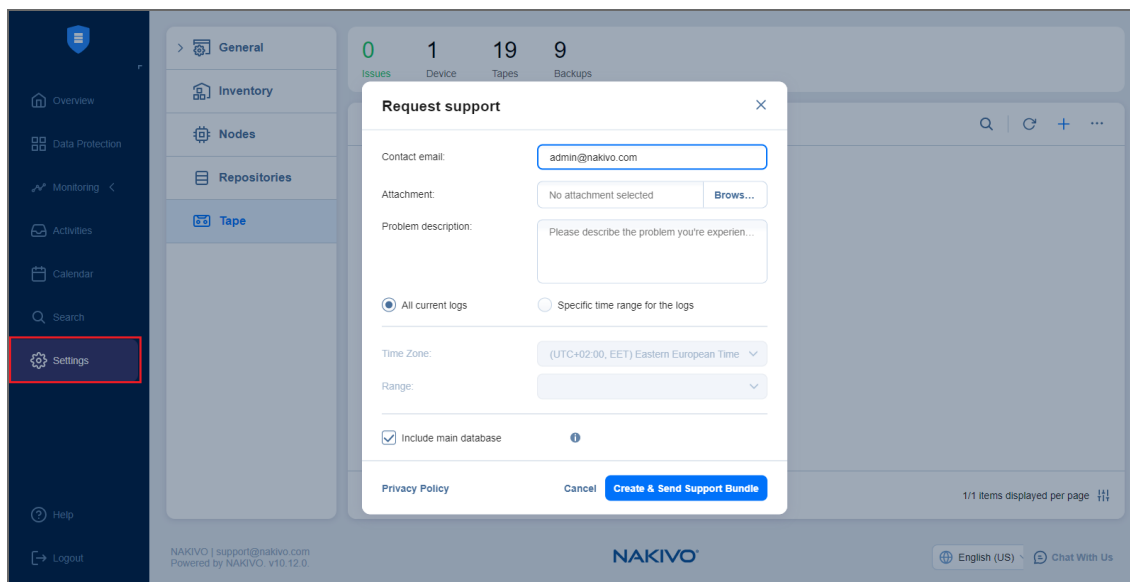 Overview
Data Protection
Monitoring
Activities
Calendar
Search
Settings
Help
Logout
General
Inventory
Nodes
Repositories
Tape
0 1 19 9
Issues Device Tapes Backups
Request support
Contact email: admin@nakivo.com
Attachment: No attachment selected Browse...
Problem description: Please describe the problem you're experien...
All current logs Specific time range for the logs
Time Zone: (UTC+02:00, EET) Eastern European Time
Range:
Include main database
Privacy Policy Cancel Create & Send Support Bundle
1/1 items displayed per page
NAKIVO | support@nakivo.com
Powered by NAKIVO. v10.12.0.
NAKIVO®
English (US) Chat With Us